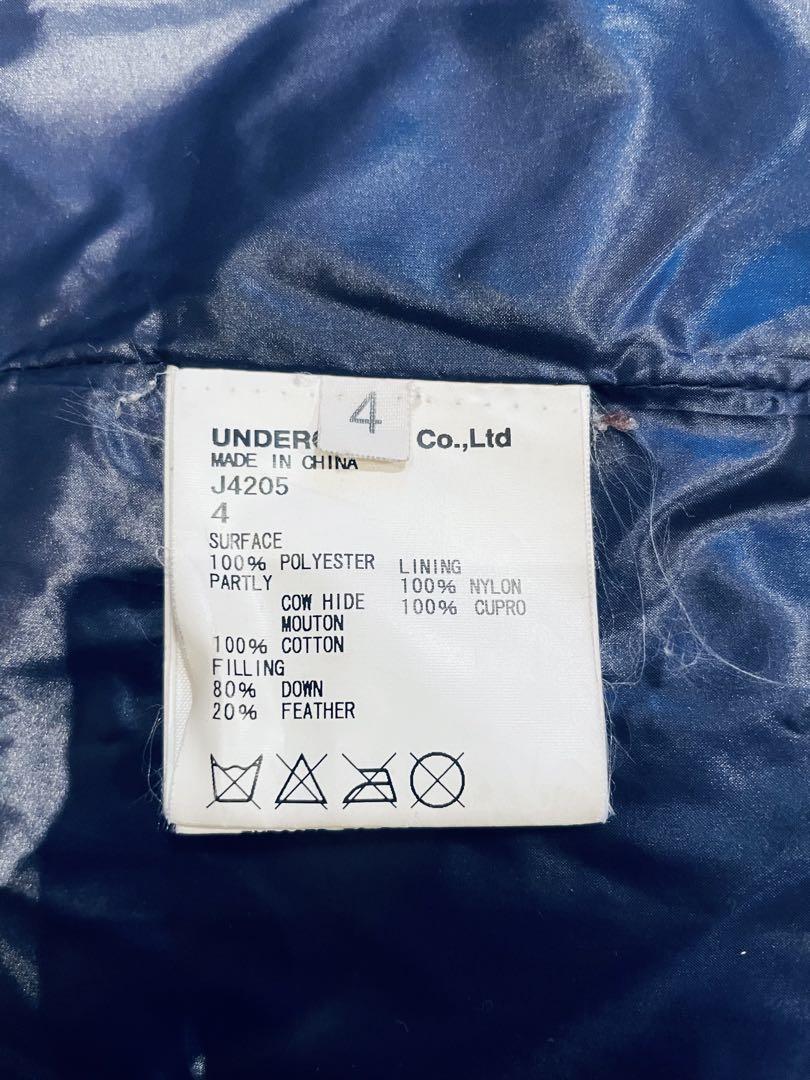 4
Co.,Ltd
MADE IN CHINA
J4205
4
SURFACE
100% POLYESTER
PARTLY
COW HIDE
MOUTON
100% COTTON
FILLING
80% DOWN
20% FEATHER
LINING
100% NYLON
100% CUPRO